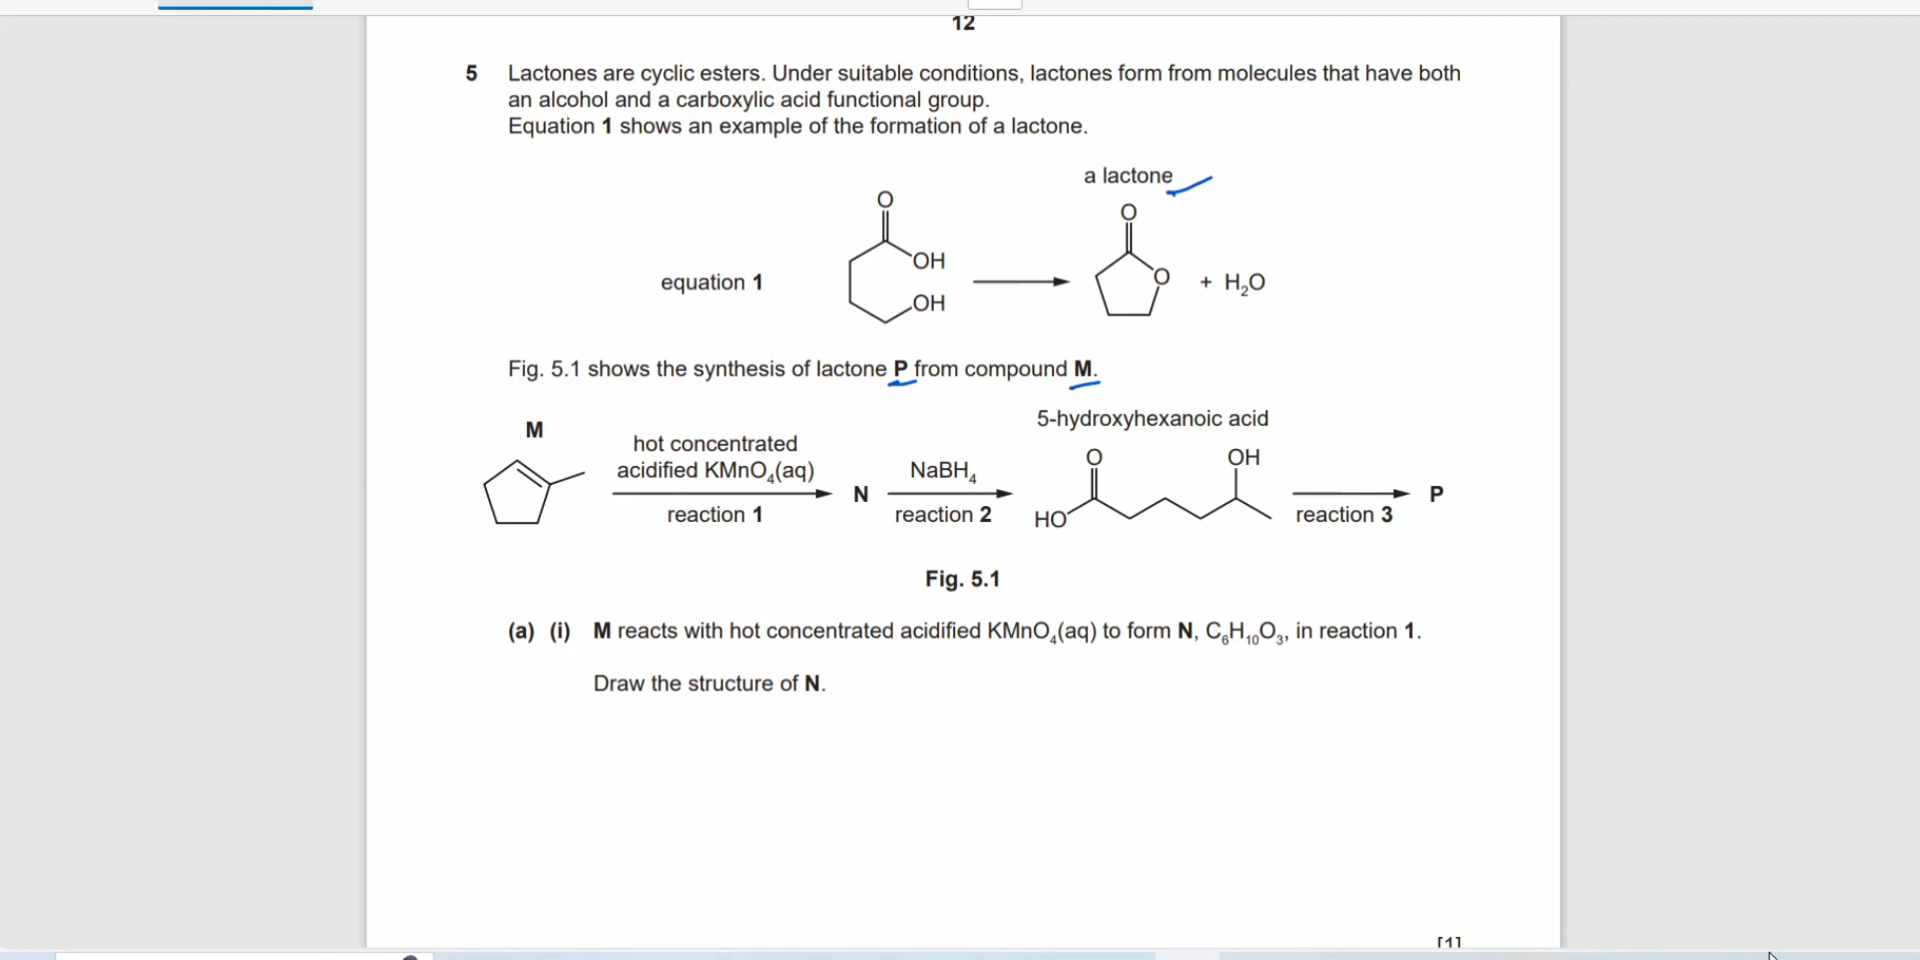 12
5 Lactones are cyclic esters. Under suitable conditions, lactones form from molecules that have both
an alcohol and a carboxylic acid functional group.
Equation 1 shows an example of the formation of a lactone.
a lactone
O
O
OH
O
equation 1
+ H₂O
OH
Fig. 5.1 shows the synthesis of lactone P from compound M.
5-hydroxyhexanoic acid
M
hot concentrated
acidified KMnO₄(aq)
NaBH₄
O
OH
N
P
reaction 1
reaction 2
HO
reaction 3
Fig. 5.1
(a) (i) M reacts with hot concentrated acidified KMnO₄(aq) to form N, C₆H₁₀O₃, in reaction 1.
Draw the structure of N.
[1]